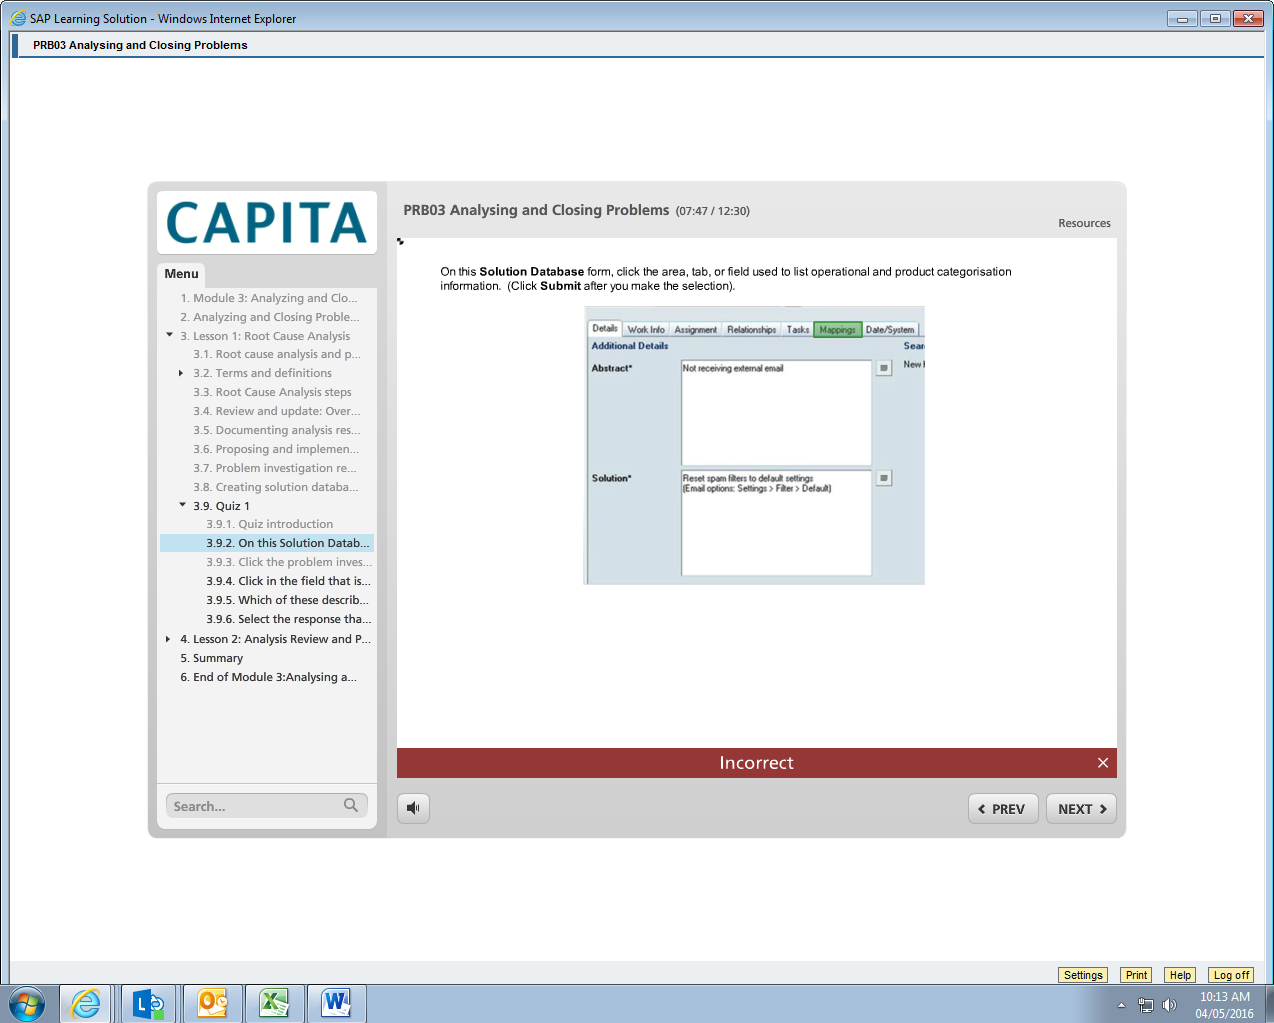 SAP Learning Solution - Windows Internet Explorer
PRB03 Analysing and Closing Problems
CAPITA
Menu
1. Module 3: Analyzing and Clo...
2. Analyzing and Closing Proble...
3. Lesson 1: Root Cause Analysis
3.1. Root cause analysis and p...
3.2. Terms and definitions
3.3. Root Cause Analysis steps
3.4. Review and update: Over...
3.5. Documenting analysis res...
3.6. Proposing and implemen...
3.7. Problem investigation re...
3.8. Creating solution databa...
3.9. Quiz 1
3.9.1. Quiz introduction
3.9.2. On this Solution Datab...
3.9.3. Click the problem inves...
3.9.4. Click in the field that is...
3.9.5. Which of these describ...
3.9.6. Select the response tha...
4. Lesson 2: Analysis Review and P...
5. Summary
6. End of Module 3:Analysing a...
Search...
PRB03 Analysing and Closing Problems (07:47 / 12:30)
Resources
On this Solution Database form, click the area, tab, or field used to list operational and product categorisation
information. (Click Submit after you make the selection).
Details Work Info Assignment Relationships Tasks Mappings Date/System
Additional Details Sear
Abstract* Not receiving external email New
Solution* Reset spam filters to default settings
(Email options: Settings > Filter > Default)
Incorrect
PREV NEXT
Settings Print Help Log off
10:13 AM
04/05/2016